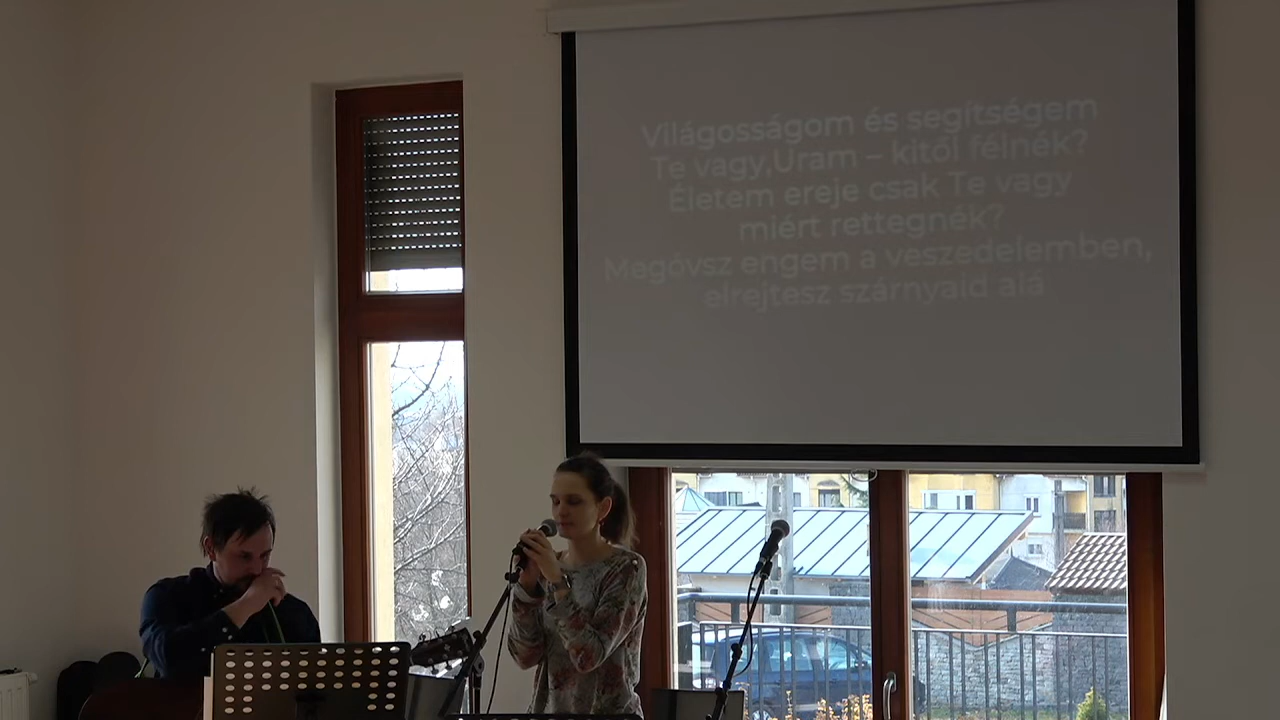 Világosságom és segítségem
Te vagy,Uram – kitől félnék?
Életem ereje csak Te vagy
miért rettegnék?
Megóvsz engem a veszedelemben,
elrejtesz szárnyaid alá